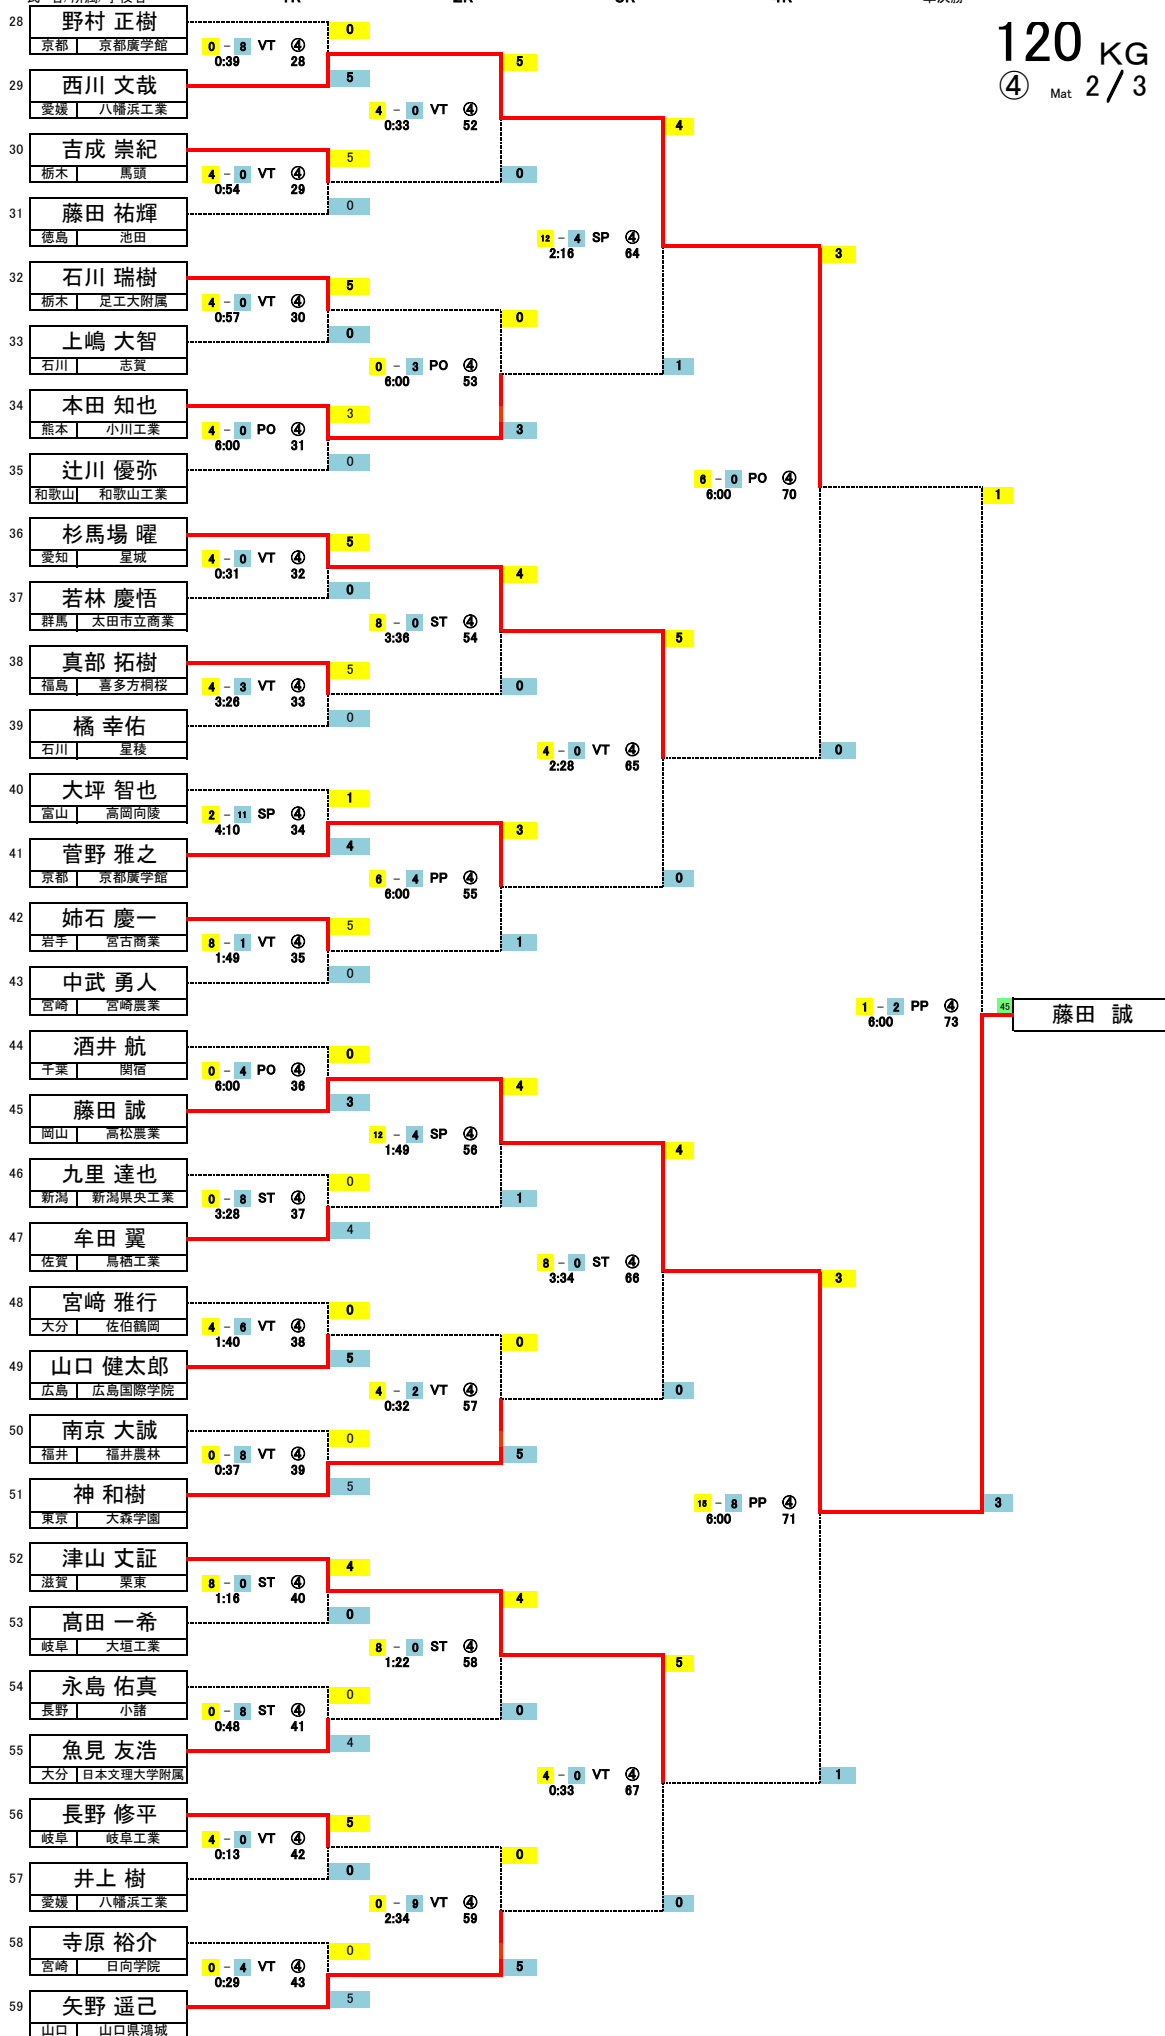 120 KG
④ Mat 2 / 3
28 野村 正樹
京都 京都廣学館
0 - 8 VT ④
0:39 28
0
5
29 西川 文哉
愛媛 八幡浜工業
4 - 0 VT ④
0:33 52
5
0
30 吉成 崇紀
栃木 馬頭
4 - 0 VT ④
0:54 29
5
0
31 藤田 祐輝
徳島 池田
12 - 4 SP ④
2:16 64
4
1
32 石川 瑞樹
栃木 足工大附属
4 - 0 VT ④
0:57 30
5
0
33 上嶋 大智
石川 志賀
0 - 3 PO ④
6:00 53
0
3
34 本田 知也
熊本 小川工業
4 - 0 PO ④
6:00 31
3
0
35 辻川 優弥
和歌山 和歌山工業
6 - 0 PO ④
6:00 70
3
0
36 杉馬場 曜
愛知 星城
4 - 0 VT ④
0:31 32
5
0
37 若林 慶悟
群馬 太田市立商業
8 - 0 ST ④
3:36 54
4
0
38 真部 拓樹
福島 喜多方桐桜
4 - 3 VT ④
3:26 33
5
0
39 橘 幸佑
石川 星稜
4 - 0 VT ④
2:28 65
5
0
40 大坪 智也
富山 高岡向陵
2 - 11 SP ④
4:10 34
1
4
41 菅野 雅之
京都 京都廣学館
6 - 4 PP ④
6:00 55
3
1
42 姉石 慶一
岩手 宮古商業
8 - 1 VT ④
1:49 35
5
0
43 中武 勇人
宮崎 宮崎農業
1 - 2 PP ④
6:00 73
1
3
45 藤田 誠
44 酒井 航
千葉 関宿
0 - 4 PO ④
6:00 36
0
3
45 藤田 誠
岡山 高松農業
12 - 4 SP ④
1:49 56
4
1
46 九里 達也
新潟 新潟県央工業
0 - 8 ST ④
3:28 37
0
4
47 牟田 翼
佐賀 鳥栖工業
8 - 0 ST ④
3:34 66
4
0
48 宮﨑 雅行
大分 佐伯鶴岡
4 - 6 VT ④
1:40 38
0
5
49 山口 健太郎
広島 広島国際学院
4 - 2 VT ④
0:32 57
0
5
50 南京 大誠
福井 福井農林
0 - 8 VT ④
0:37 39
0
5
51 神 和樹
東京 大森学園
15 - 8 PP ④
6:00 71
3
1
52 津山 丈証
滋賀 栗東
8 - 0 ST ④
1:16 40
4
0
53 髙田 一希
岐阜 大垣工業
8 - 0 ST ④
1:22 58
4
0
54 永島 佑真
長野 小諸
0 - 8 ST ④
0:48 41
0
4
55 魚見 友浩
大分 日本文理大学附属
4 - 0 VT ④
0:33 67
5
0
56 長野 修平
岐阜 岐阜工業
4 - 0 VT ④
0:13 42
5
0
57 井上 樹
愛媛 八幡浜工業
0 - 9 VT ④
2:34 59
0
5
58 寺原 裕介
宮崎 日向学院
0 - 4 VT ④
0:29 43
0
5
59 矢野 遥己
山口 山口県鴻城